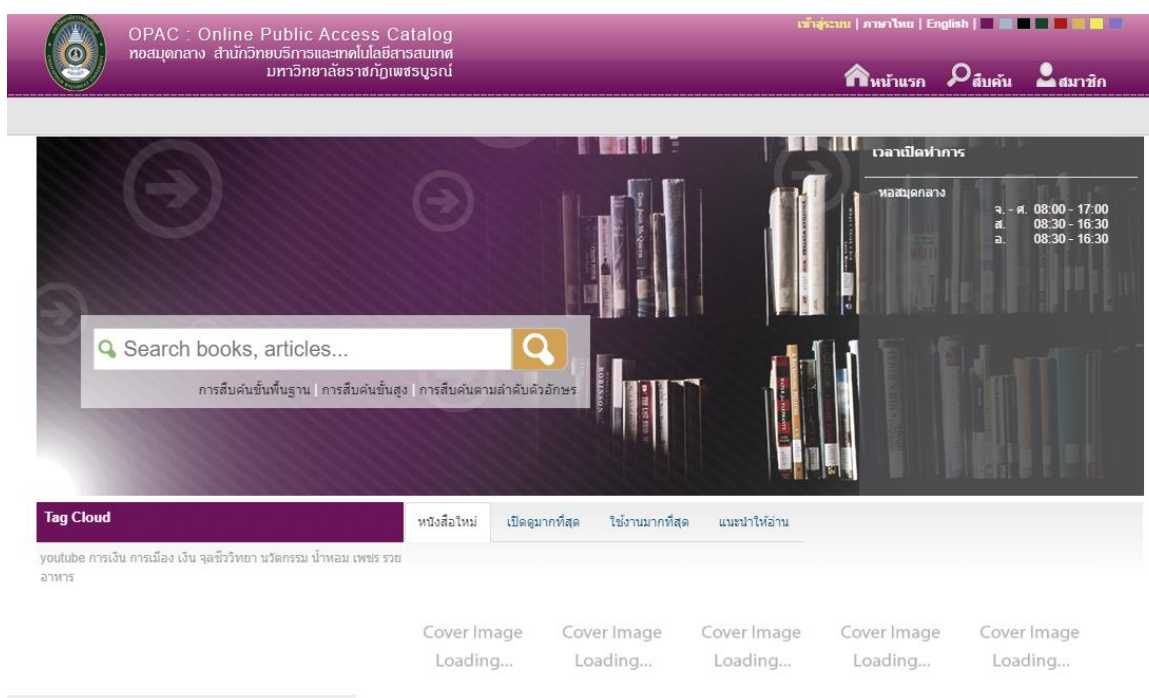 เข้าสู่ระบบ | ภาษาไทย | English |
OPAC : Online Public Access Catalog
หอสมุดกลาง สำนักวิทยบริการและเทคโนโลยีสารสนเทศ
มหาวิทยาลัยราชภัฏเพชรบูรณ์
หน้าแรก สืบค้น สมาชิก
เวลาเปิดทำการ
หอสมุดกลาง
จ. - ศ. 08:00 - 17:00
ส. 08:30 - 16:30
อ. 08:30 - 16:30
Search books, articles...
การสืบค้นขั้นพื้นฐาน | การสืบค้นขั้นสูง | การสืบค้นตามลำดับตัวอักษร
ROBINSON
Tag Cloud
หนังสือใหม่ เปิดดูมากที่สุด ใช้งานมากที่สุด แนะนำให้อ่าน
youtube การเงิน การเมือง เงิน จุลชีววิทยา นวัตกรรม น้ำหอม เพชร รวย
อาหาร
Cover Image Cover Image Cover Image Cover Image Cover Image
Loading... Loading... Loading... Loading... Loading...